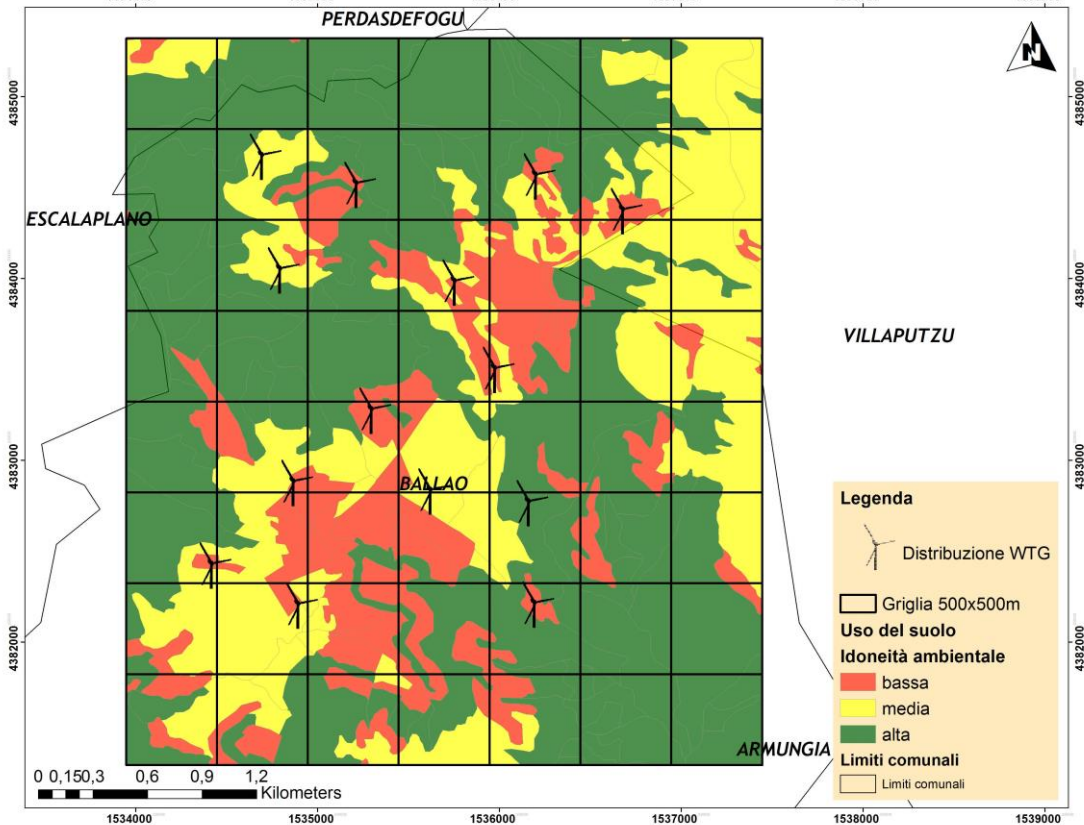 PERDASDEFOGU
N
4385000
4385000
ESCALAPLANO
4384000
4384000
VILLAPUTZU
4383000
4383000
BALLAO
Legenda
Distribuzione WTG
Griglia 500x500m
Uso del suolo
Idoneità ambientale
bassa
media
alta
Limiti comunali
Limiti comunali
4382000
4382000
ARMUNGIA
0 0,150,3 0,6 0,9 1,2
Kilometers
1534000 1535000 1536000 1537000 1538000 1539000